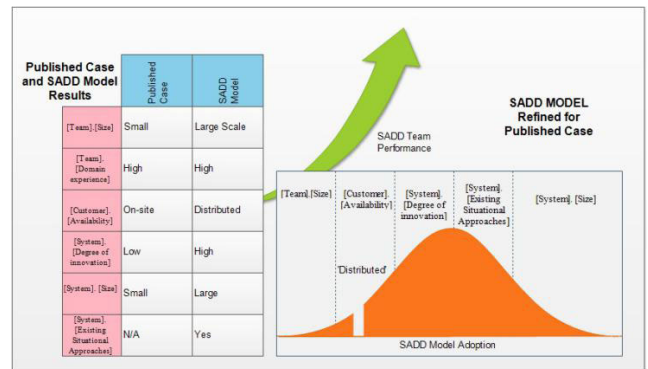 Published Case
and SADD Model
Results
Published
Case
SADD
Model
[Team].[Size]
Small
Large Scale
[Team].
[Domain
experience]
High
High
[Customer].
[Availability]
On-site
Distributed
[System].
[Degree of
innovation]
Low
High
[System]. [Size]
Small
Large
[System].
[Existing
Situational
Approaches]
N/A
Yes
SADD Team
Performance
SADD MODEL
Refined for
Published Case
[Team].[Size]
[Customer].
[Availability]
[System].
[Degree of
innovation]
[System].
[Existing
Situational
Approaches]
[System]. [Size]
'Distributed'
SADD Model Adoption